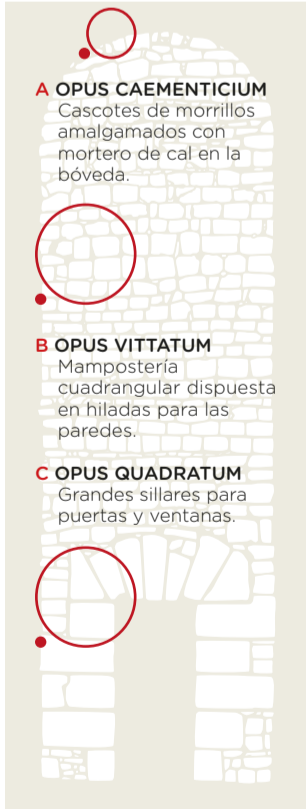 A OPUS CAEMENTICIUM
Cascotes de morrillos
amalgamados con
mortero de cal en la
bóveda.
B OPUS VITTATUM
Mampostería
cuadrangular dispuesta
en hiladas para las
paredes.
C OPUS QUADRATUM
Grandes sillares para
puertas y ventanas.